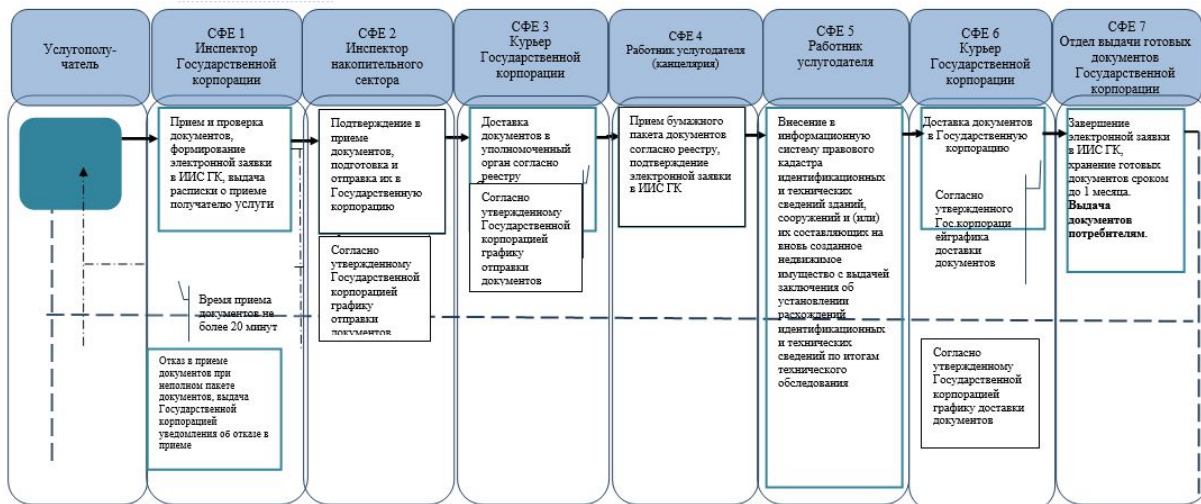 Услугополу-
чатель
СФЕ 1
Инспектор
Государственной
корпорации
СФЕ 2
Инспектор
накопительного
сектора
СФЕ 3
Курьер
Государственной
корпорации
СФЕ 4
Работник услугодателя
(канцелярия)
СФЕ 5
Работник
услугодателя
СФЕ 6
Курьер
Государственной
корпорации
СФЕ 7
Отдел выдачи готовых
документов
Государственной
корпорации
Прием и проверка
документов,
формирование
электронной заявки
в ИИС ГК, выдача
расписки о приеме
получателю услуги
Время приема
документов не
более 20 минут
Отказ в приеме
документов при
неполном пакете
документов, выдача
Государственной
корпорацией
уведомления об отказе в
приеме
Подтверждение в
приеме
документов,
подготовка и
отправка их в
Государственную
корпорацию
Согласно
утвержденному
Государственной
корпорацией
графику
отправки
документов
Доставка
документов в
уполномоченный
орган согласно
реестру
Согласно
утвержденному
Государственной
корпорацией
графику
отправки
документов
Прием бумажного
пакета документов
согласно реестру,
подтверждение
электронной заявки
в ИИС ГК
Внесение в
информационную
систему правового
кадастра
идентификационных
и технических
сведений зданий,
сооружений и (или)
их составляющих на
вновь созданное
недвижимое
имущество с выдачей
заключения об
установлении
расхождений
идентификационных
и технических
сведений по итогам
технического
обследования
Доставка документов
в Государственную
корпорацию
Согласно
утвержденного
Гос.корпораци
ейграфика
доставки
документов
Согласно
утвержденному
Государственной
корпорацией
графику доставки
документов
Завершение
электронной заявки
в ИИС ГК,
хранение готовых
документов сроком
до 1 месяца.
Выдача
документов
потребителям.